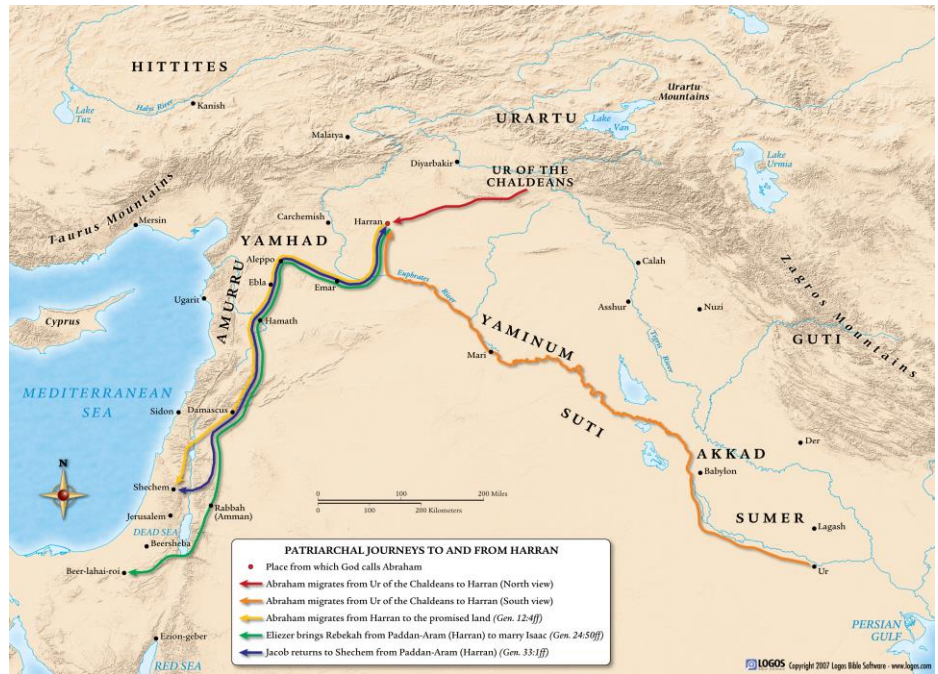 HITTITES
Lake
Tuz
Halys River
Kanish
Malatya
URARTU
Urartu
Mountains
Lake
Van
Lake
Urmia
Diyarbakir
UR OF THE
CHALDEANS
Taurus Mountains
Mersin
Carchemish
Harran
YAMHAD
Aleppo
Ebla
Emar
AMURRU
Ugarit
Hamath
Cyprus
Euphrates
River
Calah
Asshur
Nuzi
Zagros Mountains
GUTI
YAMINUM
Mari
Tigris River
MEDITERRANEAN
SEA
Sidon
Damascus
SUTI
AKKAD
Der
Babylon
N
Shechem
Jerusalem
Rabbah
(Amman)
DEAD SEA
Beersheba
Beer-lahai-roi
0 100 200 Miles
0 100 200 Kilometers
SUMER
Lagash
Ur
PATRIARCHAL JOURNEYS TO AND FROM HARRAN
Place from which God calls Abraham
Abraham migrates from Ur of the Chaldeans to Harran (North view)
Abraham migrates from Ur of the Chaldeans to Harran (South view)
Abraham migrates from Harran to the promised land (Gen. 12:4ff)
Eliezer brings Rebekah from Paddan-Aram (Harran) to marry Isaac (Gen. 24:50ff)
Jacob returns to Shechem from Paddan-Aram (Harran) (Gen. 33:1ff)
Ezion-geber
RED SEA
PERSIAN
GULF
LOGOS Copyright 2007 Logos Bible Software - www.logos.com